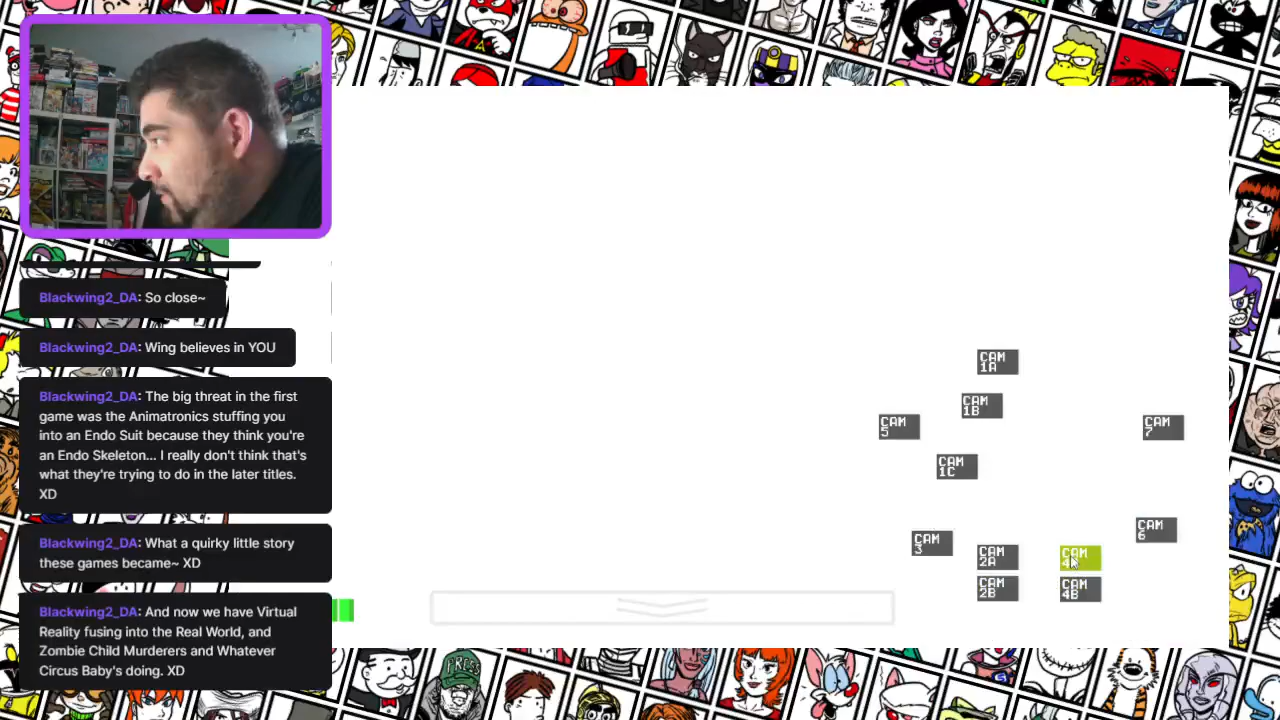 Blackwing2_DA: So close~
Blackwing2_DA: Wing believes in YOU
Blackwing2_DA: The big threat in the first
game was the Animatronics stuffing you
into an Endo Suit because they think you're
an Endo Skeleton... I really don't think that's
what they're trying to do in the later titles.
XD
Blackwing2_DA: What a quirky little story
these games became~ XD
Blackwing2_DA: And now we have Virtual
Reality fusing into the Real World, and
Zombie Child Murderers and Whatever
Circus Baby's doing. XD
CAM
1A
CAM
1B
CAM
5
CAM
7
CAM
1C
CAM
3
CAM
6
CAM
2A
CAM
CAM
2B
CAM
4B
PRESS